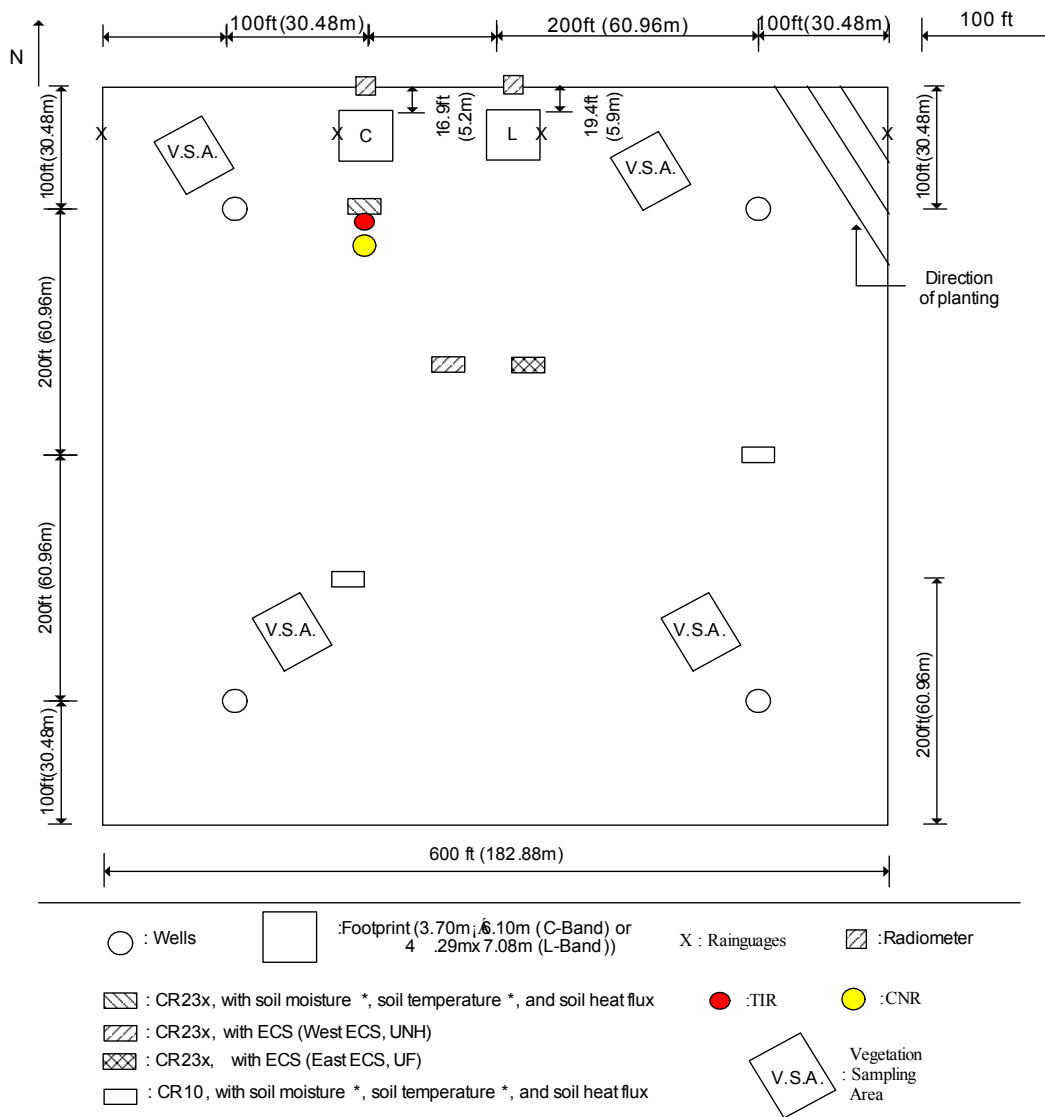 100ft(30.48m)
200ft (60.96m)
100ft(30.48m)
100 ft
N
100ft(30.48m)
16.9ft
(5.2m)
19.4ft
(5.9m)
100ft(30.48m)
X
V.S.A.
X
C
L
X
V.S.A.
X
Direction
of planting
200ft (60.96m)
200ft (60.96m)
V.S.A.
V.S.A.
200ft(60.96m)
100ft(30.48m)
600 ft (182.88m)
: Wells
:Footprint (3.70m¡Á6.10m (C-Band) or
4 .29mx 7.08m (L-Band))
X : Rainguages
:Radiometer
: CR23x, with soil moisture *, soil temperature *, and soil heat flux
:TIR
:CNR
: CR23x, with ECS (West ECS, UNH)
: CR23x, with ECS (East ECS, UF)
: CR10, with soil moisture *, soil temperature *, and soil heat flux
V.S.A.
Vegetation
: Sampling
Area